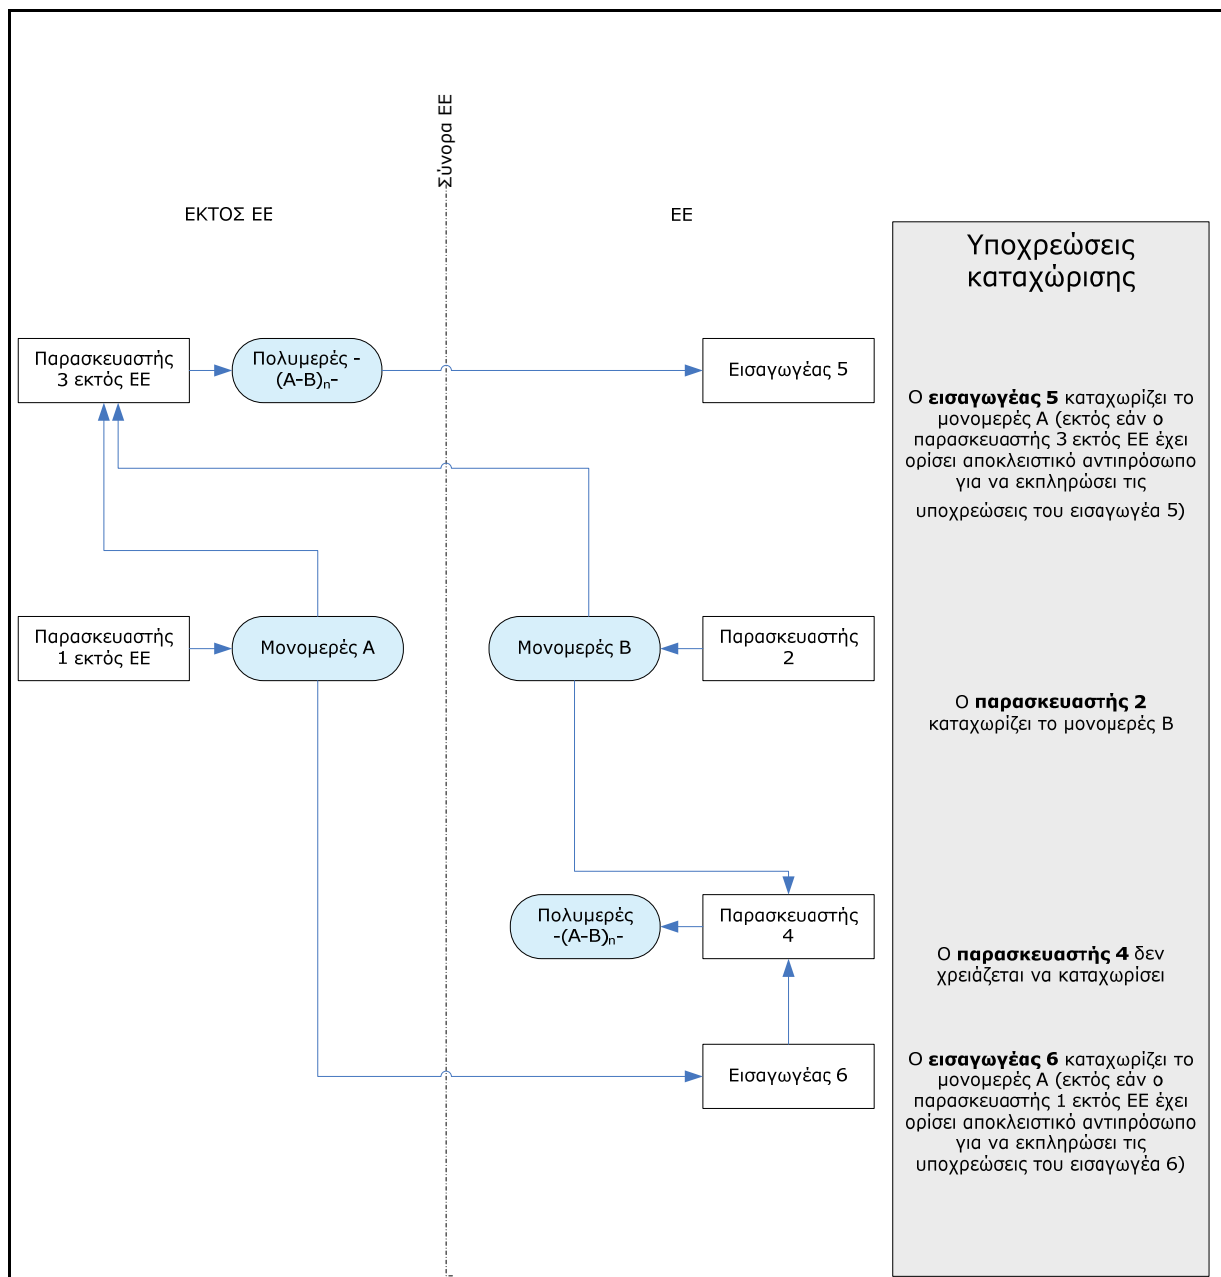 Σύνορα ΕΕ
ΕΚΤΟΣ ΕΕ
ΕΕ
Υποχρεώσεις
καταχώρισης
Παρασκευαστής
3 εκτός ΕΕ
Πολυμερές -
(A-B)n-
Εισαγωγέας 5
Ο εισαγωγέας 5 καταχωρίζει το
μονομερές Α (εκτός εάν ο
παρασκευαστής 3 εκτός ΕΕ έχει
ορίσει αποκλειστικό αντιπρόσωπο
για να εκπληρώσει τις
υποχρεώσεις του εισαγωγέα 5)
Παρασκευαστής
1 εκτός ΕΕ
Μονομερές Α
Μονομερές Β
Παρασκευαστής
2
Ο παρασκευαστής 2
καταχωρίζει το μονομερές Β
Πολυμερές
-(A-B)n-
Παρασκευαστής
4
Ο παρασκευαστής 4 δεν
χρειάζεται να καταχωρίσει
Εισαγωγέας 6
Ο εισαγωγέας 6 καταχωρίζει το
μονομερές Α (εκτός εάν ο
παρασκευαστής 1 εκτός ΕΕ έχει
ορίσει αποκλειστικό αντιπρόσωπο
για να εκπληρώσει τις
υποχρεώσεις του εισαγωγέα 6)